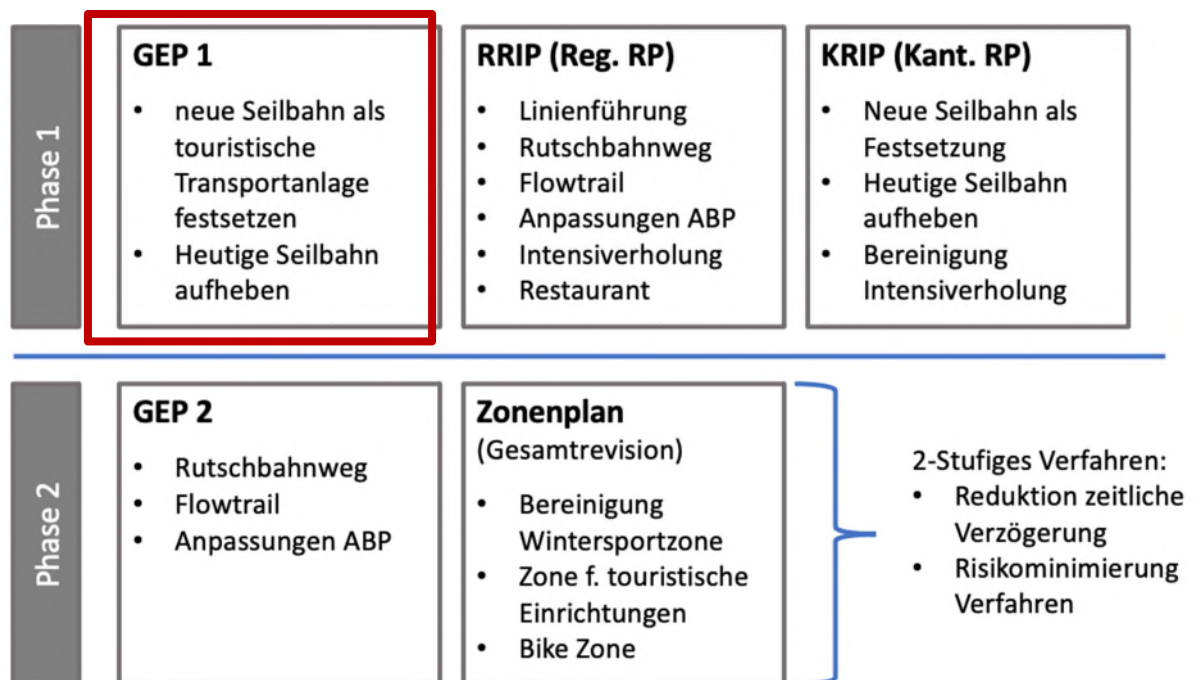 Phase 1
GEP 1
• neue Seilbahn als
touristische
Transportanlage
festsetzen
• Heutige Seilbahn
aufheben
RRIP (Reg. RP)
• Linienführung
• Rutschbahnweg
• Flowtrail
• Anpassungen ABP
• Intensiverholung
• Restaurant
KRIP (Kant. RP)
• Neue Seilbahn als
Festsetzung
• Heutige Seilbahn
aufheben
• Bereinigung
Intensiverholung
Phase 2
GEP 2
• Rutschbahnweg
• Flowtrail
• Anpassungen ABP
Zonenplan
(Gesamtrevision)
• Bereinigung
Wintersportzone
• Zone f. touristische
Einrichtungen
• Bike Zone
2-Stufiges Verfahren:
• Reduktion zeitliche
Verzögerung
• Risikominimierung
Verfahren